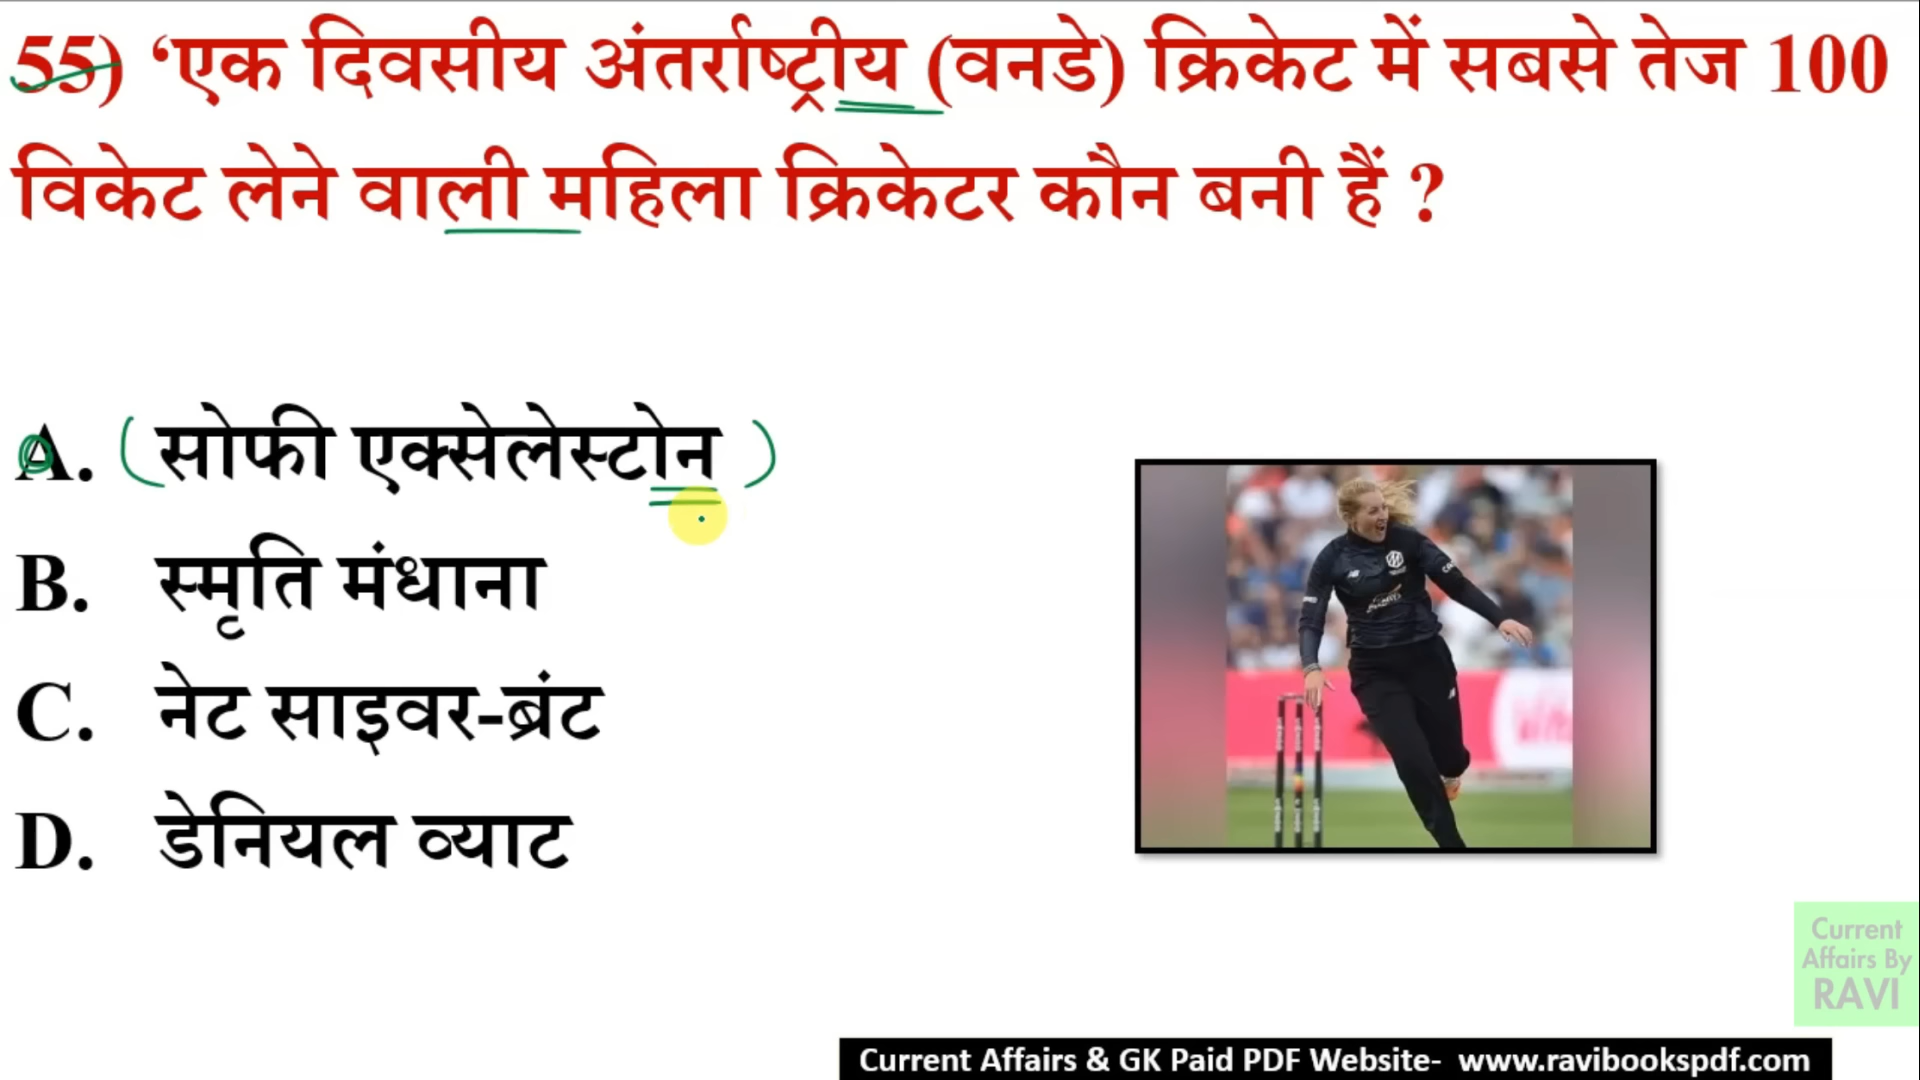 55) ‘एक दिवसीय अंतर्राष्ट्रीय (वनडे) क्रिकेट में सबसे तेज 100
विकेट लेने वाली महिला क्रिकेटर कौन बनी हैं ?
A. (सोफी एक्सेलेस्टोन)
B. स्मृति मंधाना
C. नेट साइवर-ब्रंट
D. डेनियल व्याट
Current
Affairs By
RAVI
Current Affairs & GK Paid PDF Website- www.ravibookspdf.com